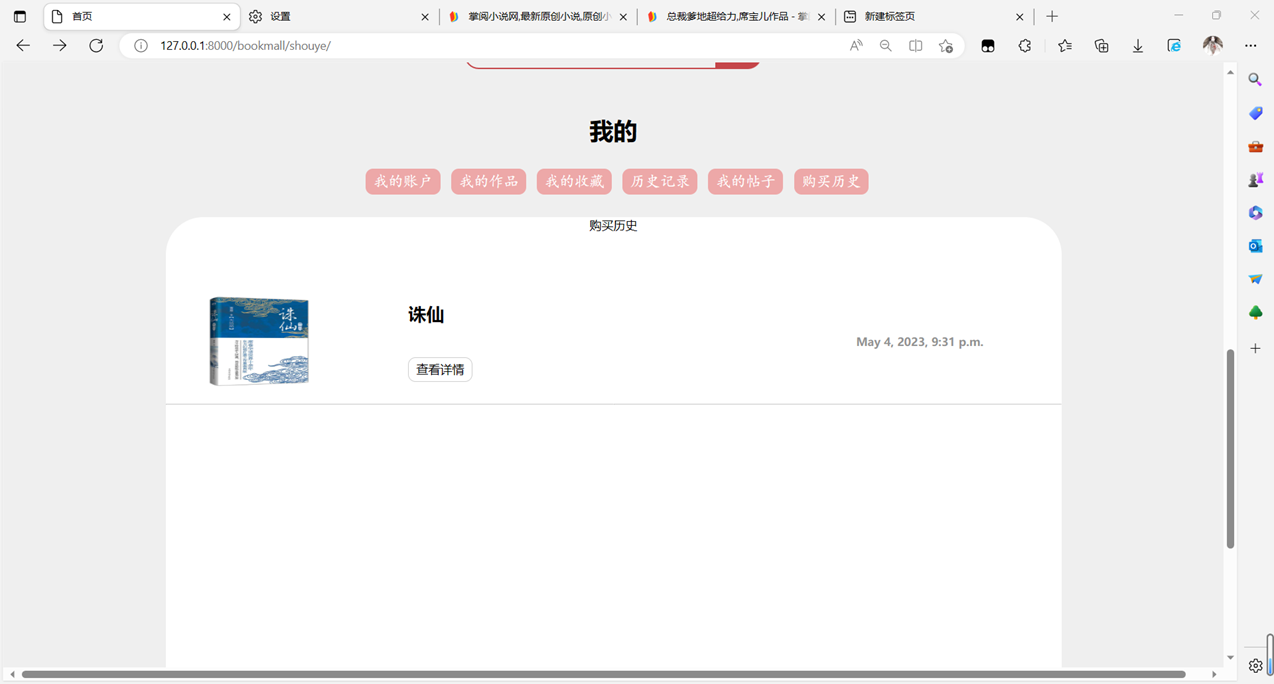 首页
设置
掌阅小说网,最新原创小说,原创小
总裁爹地超给力,席宝儿作品 - 掌
新建标签页
127.0.0.1:8000/bookmall/shouye/
我的
我的账户 我的作品 我的收藏 历史记录 我的帖子 购买历史
购买历史
诛仙
诛仙
May 4, 2023, 9:31 p.m.
查看详情